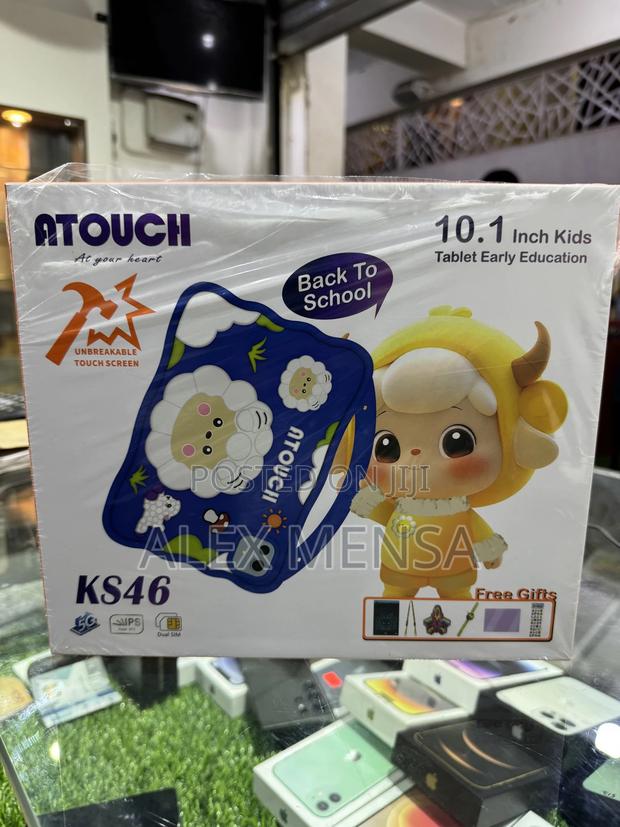 ATOUCH
At your heart
10.1 Inch Kids
Tablet Early Education
UNBREAKABLE
TOUCH SCREEN
Back To
School
ATOUCH
POSTED ON JIJI
ALEX MENSA
KS46
5G
IPS
Dual SIM
Free Gifts